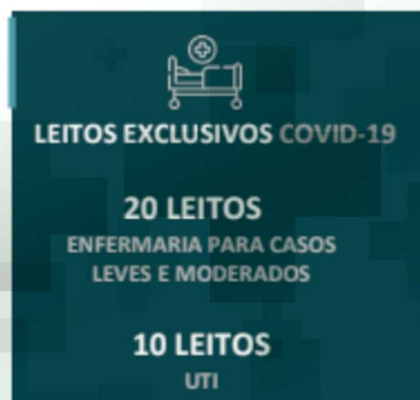 LEITOS EXCLUSIVOS COVID-19
20 LEITOS
ENFERMARIA PARA CASOS
LEVES E MODERADOS
10 LEITOS
UTI